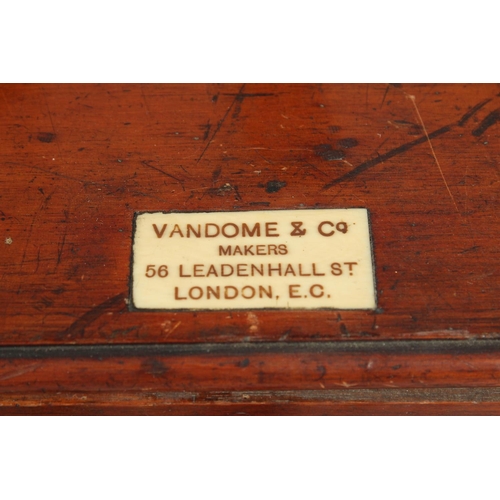 VANDOME & Co
MAKERS
56 LEADENHALL ST
LONDON, E.C.